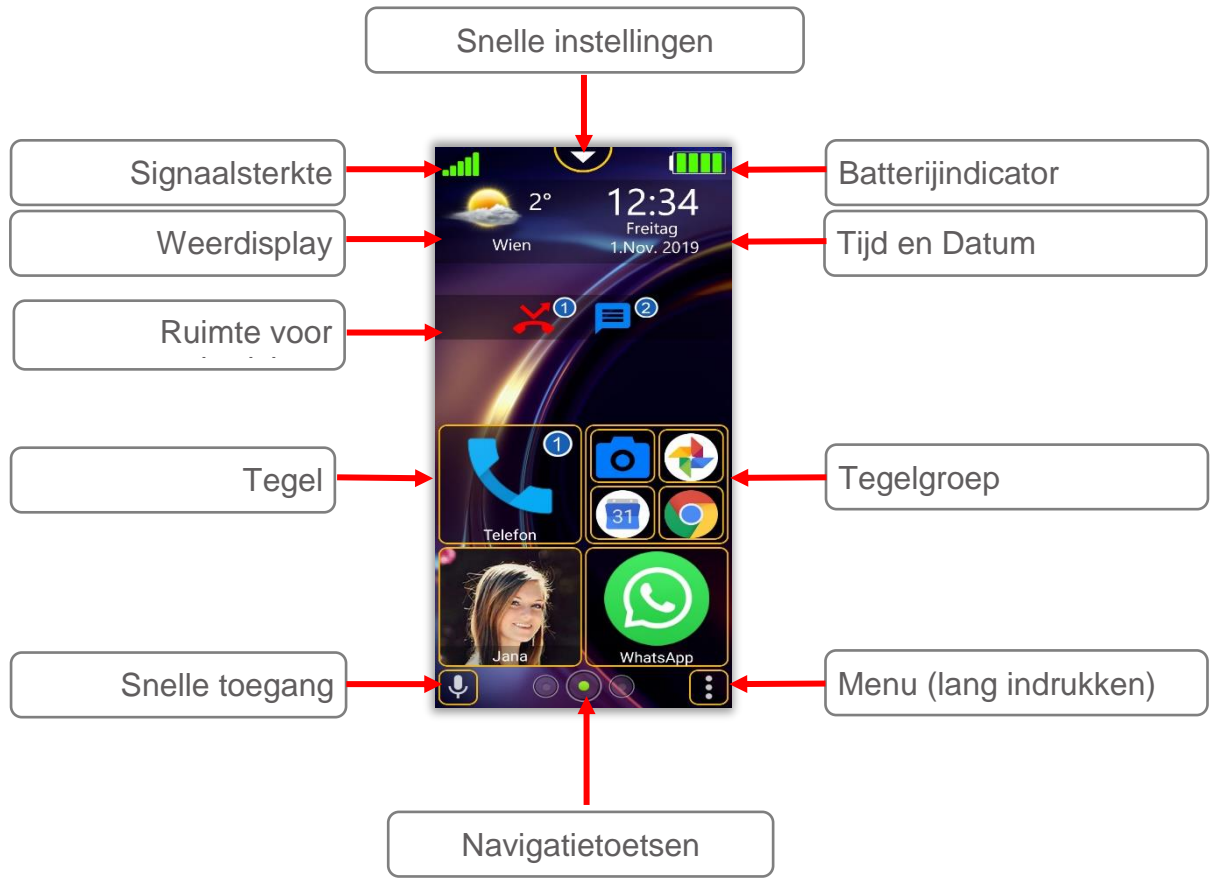 Snelle instellingen
Signaalsterkte
Batterijindicator
Weerdisplay
Tijd en Datum
Ruimte voor
Tegel
Tegelgroep
Snelle toegang
Menu (lang indrukken)
Navigatietoetsen
2°
Wien
12:34
Freitag
1.Nov. 2019
1
2
1
Telefon
31
Jana
WhatsApp